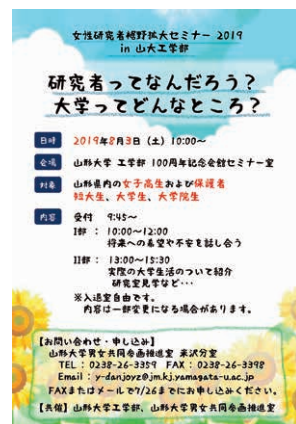 女性研究者裾野拡大セミナー 2019
in 山大工学部
研究者ってなんだろう?
大学ってどんなところ?
日時 2019年8月3日(土)10:00~
会場 山形大学 工学部 100周年記念会館セミナー室
対象 山形県内の女子高生および保護者
短大生、大学生、大学院生
内容 受付 9:45~
I部 : 10:00~12:00
将来への希望や不安を話し合う
II部 : 13:00~15:30
実際の大学生活のついて紹介
研究室見学など・・・
※入退室自由です。
内容は一部変更になる場合があります。
【お問い合わせ・申し込み】
山形大学男女共同参画推進室 米沢分室
TEL : 0238-26-3359 FAX : 0238-26-3398
Email : y-danjoyz@jm.kj.yamagata-u.ac.jp
FAXまたはメールで7/26までにお申し込みください。
【共催】山形大学工学部、山形大学男女共同参画推進室